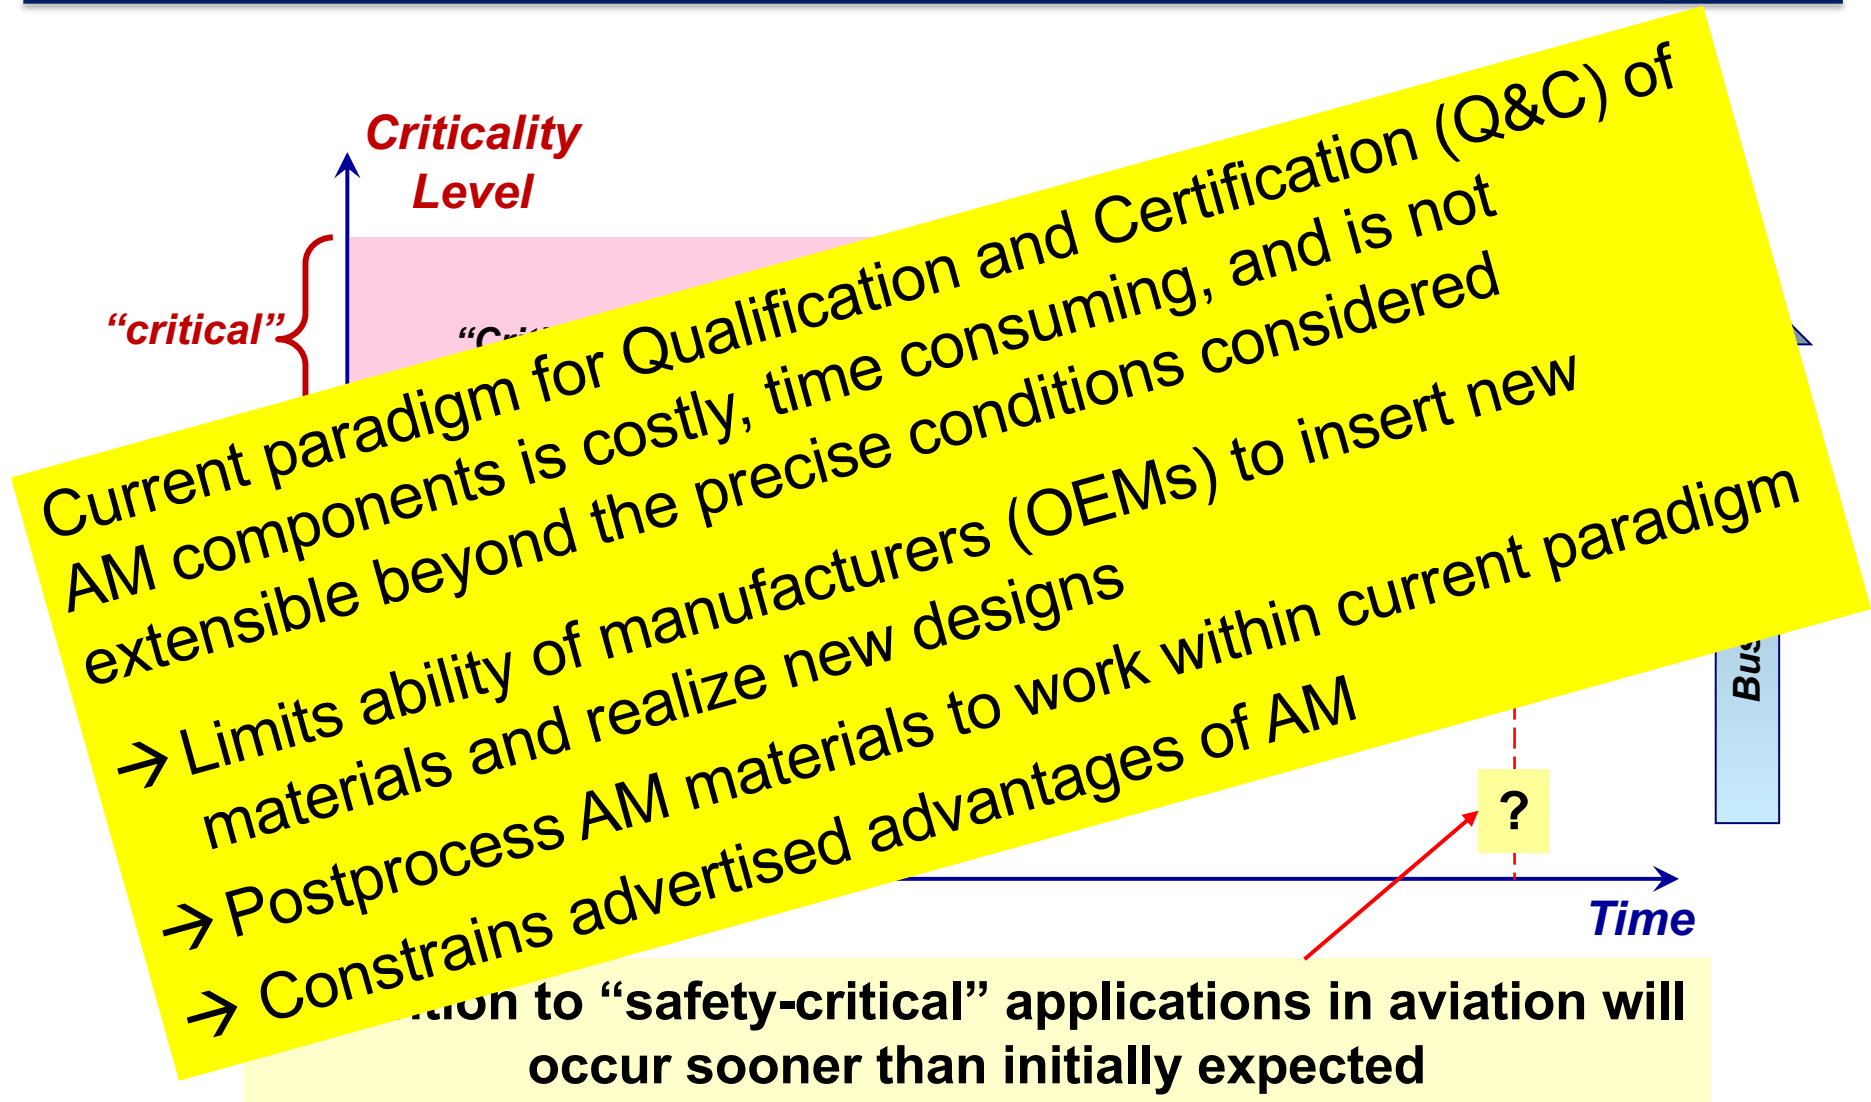 Criticality
Level
“critical”
Current paradigm for Qualification and Certification (Q&C) of
AM components is costly, time consuming, and is not
extensible beyond the precise conditions considered
→ Limits ability of manufacturers (OEMs) to insert new
materials and realize new designs
→ Postprocess AM materials to work within current paradigm
→ Constrains advertised advantages of AM
?
Time
to “safety-critical” applications in aviation will
occur sooner than initially expected